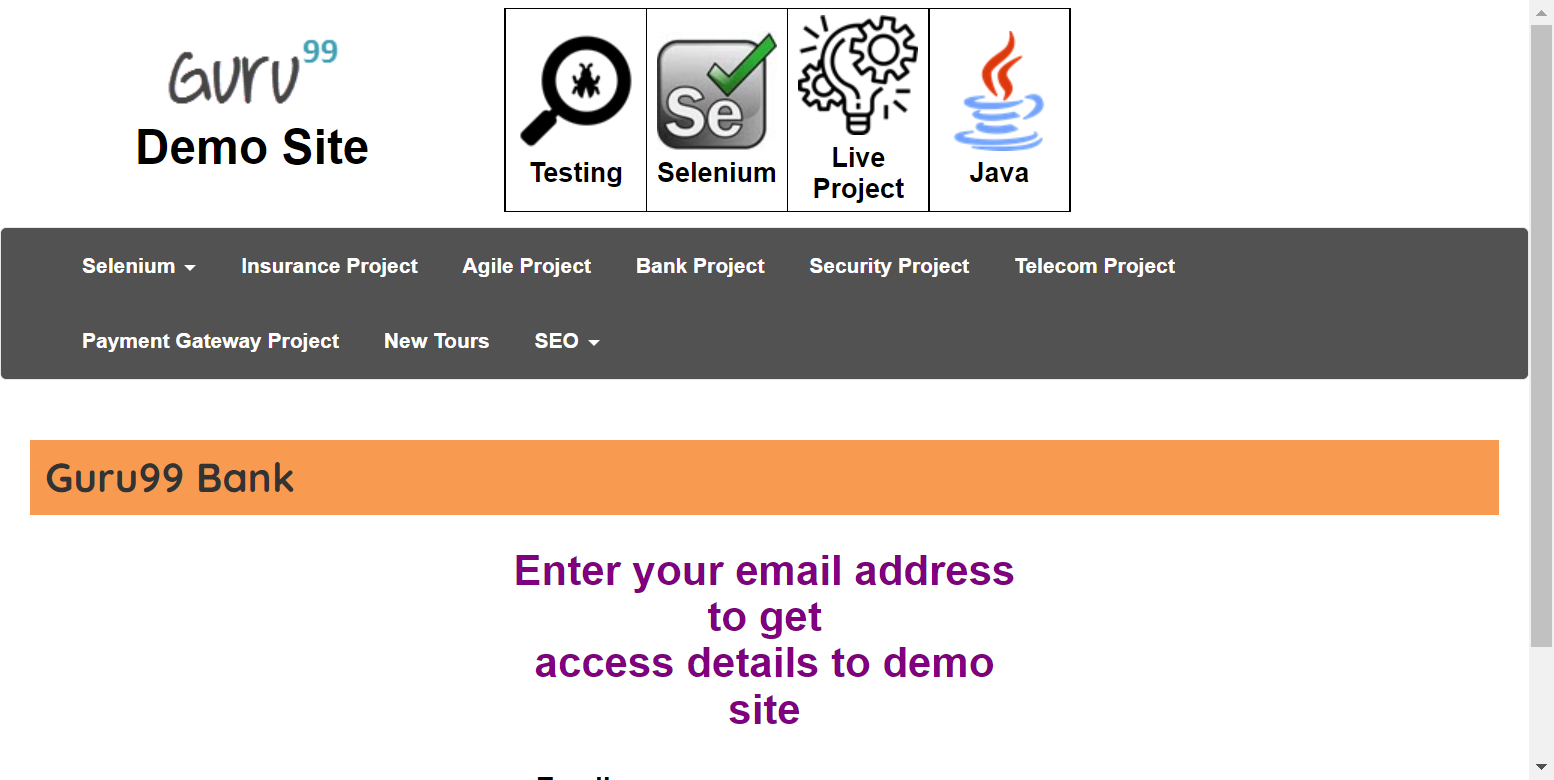 Guru99
Demo Site
Testing
Se
Selenium
Live
Project
Java
Selenium
Insurance Project
Agile Project
Bank Project
Security Project
Telecom Project
Payment Gateway Project
New Tours
SEO
Guru99 Bank
Enter your email address
to get
access details to demo
site